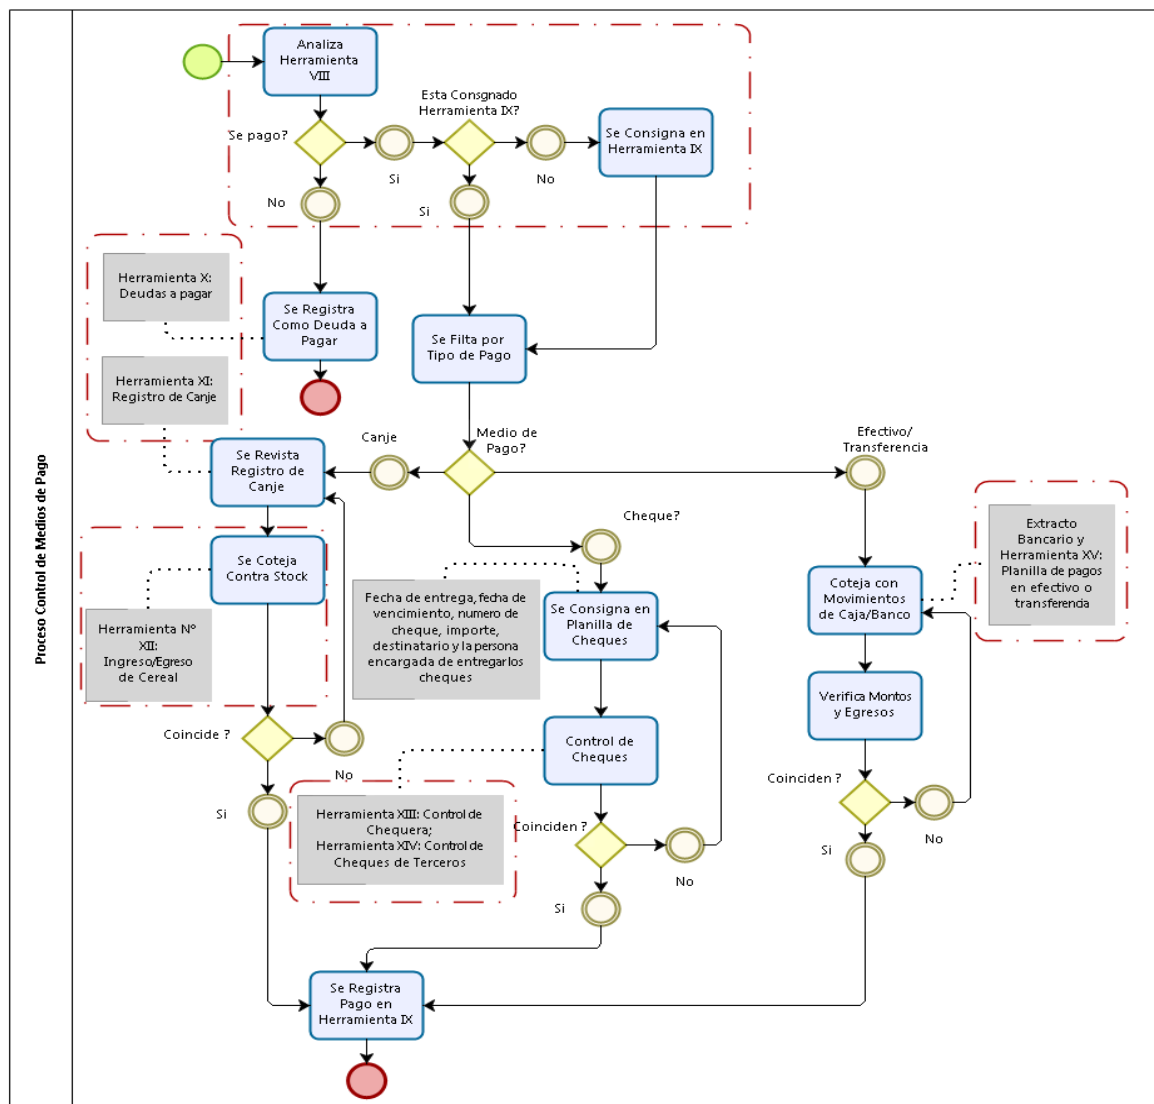 Proceso Control de Medios de Pago
Analiza
Herramienta
VIII
Se pago?
Si
Esta Consgnado
Herramienta IX?
No
Se Consigna en
Herramienta IX
No
Si
Herramienta X:
Deudas a pagar
Se Registra
Como Deuda a
Pagar
Se Filta por
Tipo de Pago
Herramienta XI:
Registro de Canje
Medio de
Pago?
Canje
Efectivo/
Transferencia
Se Revista
Registro de
Canje
Cheque?
Extracto
Bancario y
Herramienta XV:
Planilla de pagos
en efectivo o
transferenda
Se Coteja
Contra Stock
Coteja con
Movimientos
de Caja/Banco
Fecha de entrega, fecha de
vencimiento, numero de
cheque, importe,
destinatario y la persona
encargada de entregarlos
cheques
Se Consigna en
Planilla de
Cheques
Herramienta Nº
XII:
Ingreso/Egreso
de Cereal
Verifica Montos
y Egresos
Coincide ?
No
Control de
Cheques
Coinciden ?
No
Si
Si
Herramienta XIII: Control de
Chequera;
Herramienta XIV: Control de
Cheques de Terceros
Coinciden ?
No
Si
Se Registra
Pago en
Herramienta IX